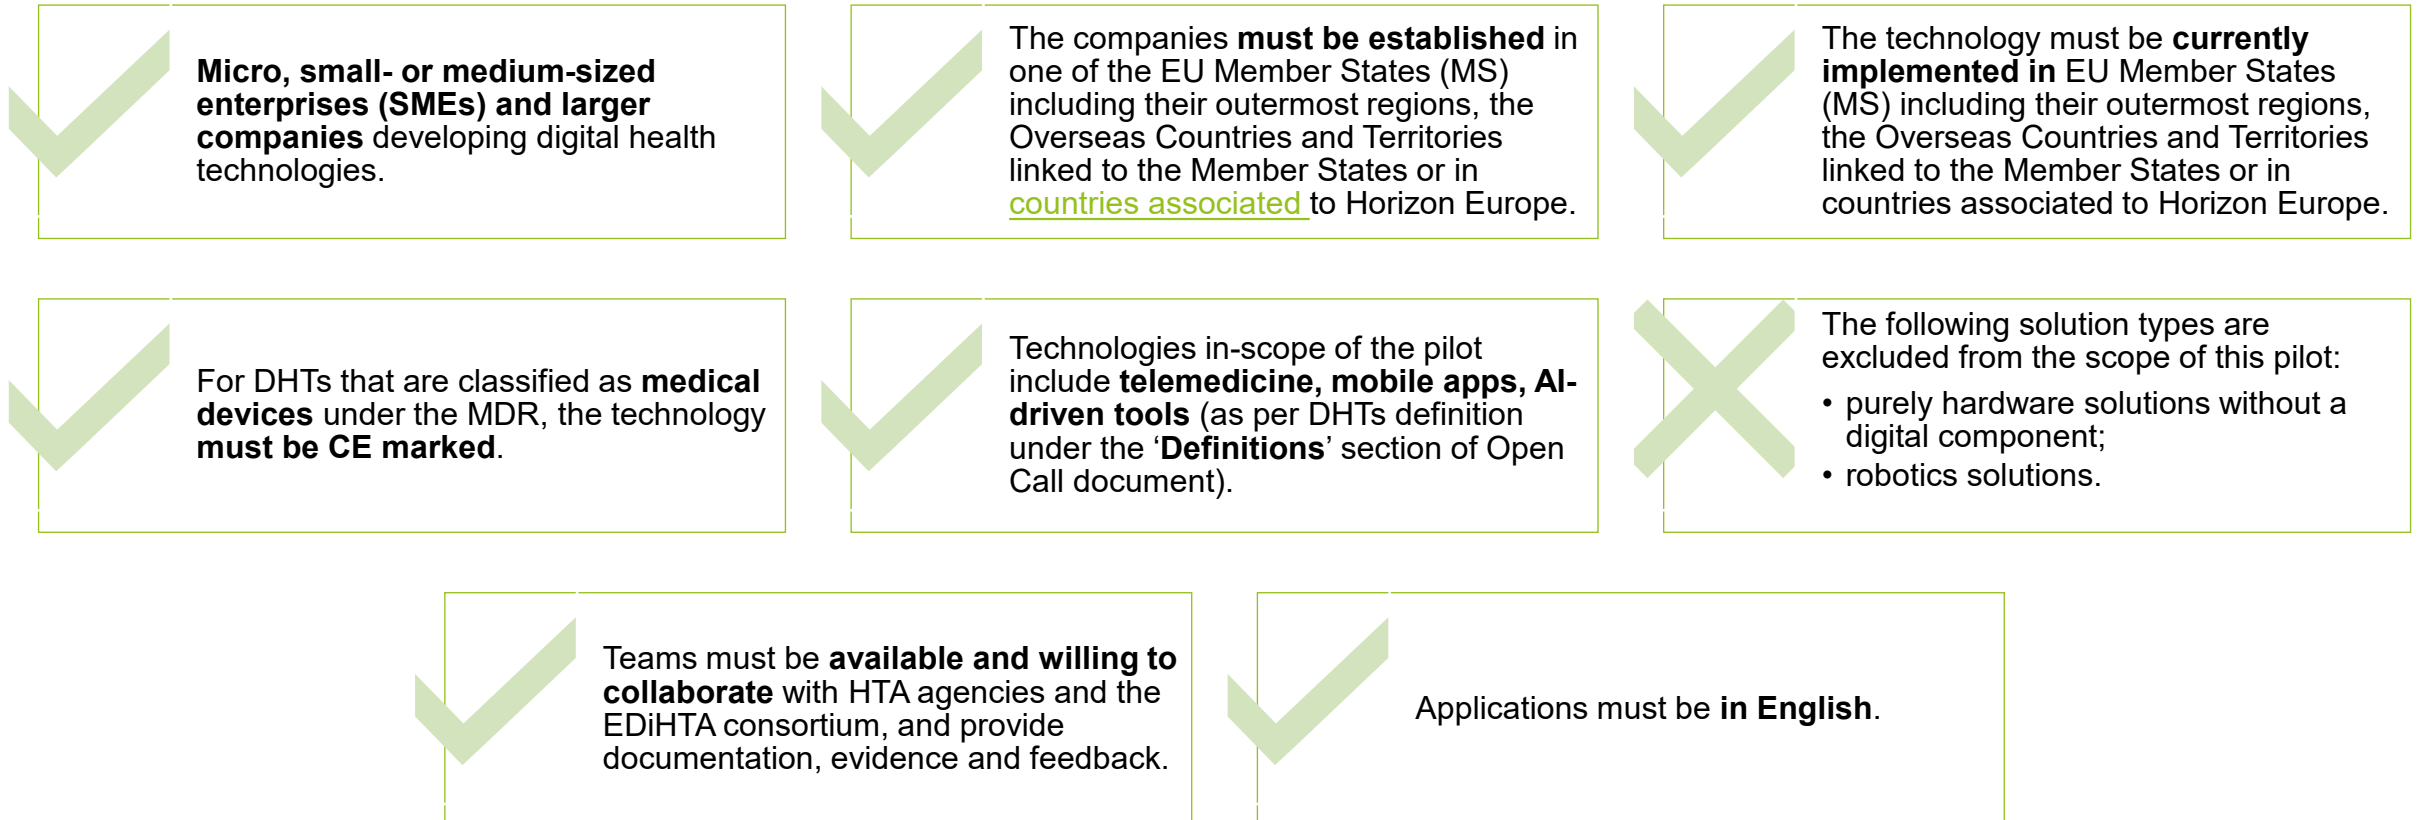 Micro, small- or medium-sized
enterprises (SMEs) and larger
companies developing digital health
technologies.
The companies must be established in
one of the EU Member States (MS)
including their outermost regions, the
Overseas Countries and Territories
linked to the Member States or in
countries associated to Horizon Europe.
The technology must be currently
implemented in EU Member States
(MS) including their outermost regions,
the Overseas Countries and Territories
linked to the Member States or in
countries associated to Horizon Europe.
For DHTs that are classified as medical
devices under the MDR, the technology
must be CE marked.
Technologies in-scope of the pilot
include telemedicine, mobile apps, AI-
driven tools (as per DHTs definition
under the ‘Definitions’ section of Open
Call document).
The following solution types are
excluded from the scope of this pilot:
• purely hardware solutions without a
digital component;
• robotics solutions.
Teams must be available and willing to
collaborate with HTA agencies and the
EDiHTA consortium, and provide
documentation, evidence and feedback.
Applications must be in English.